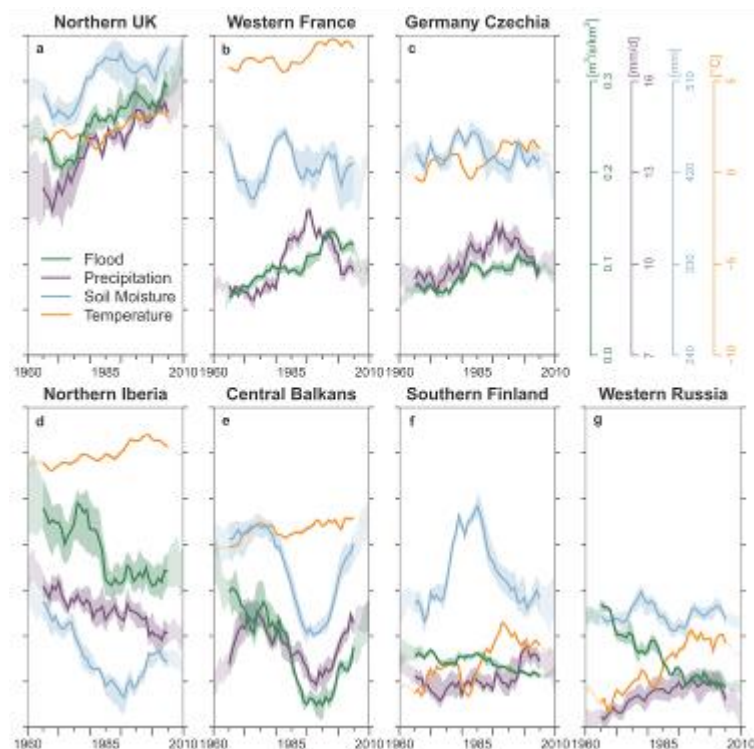 Northern UK Western France Germany Czechia
a b c
[m³/s/km²] [mm/d] [mm] [°C]
0.3 16 510 5
0.2 13 420 0
0.1 10 330 −5
0.0 7 240 −10
Flood
Precipitation
Soil Moisture
Temperature
1960 1985 2010 1960 1985 2010 1960 1985 2010
Northern Iberia Central Balkans Southern Finland Western Russia
d e f g
1960 1985 2010 1960 1985 2010 1960 1985 2010 1960 1985 2010